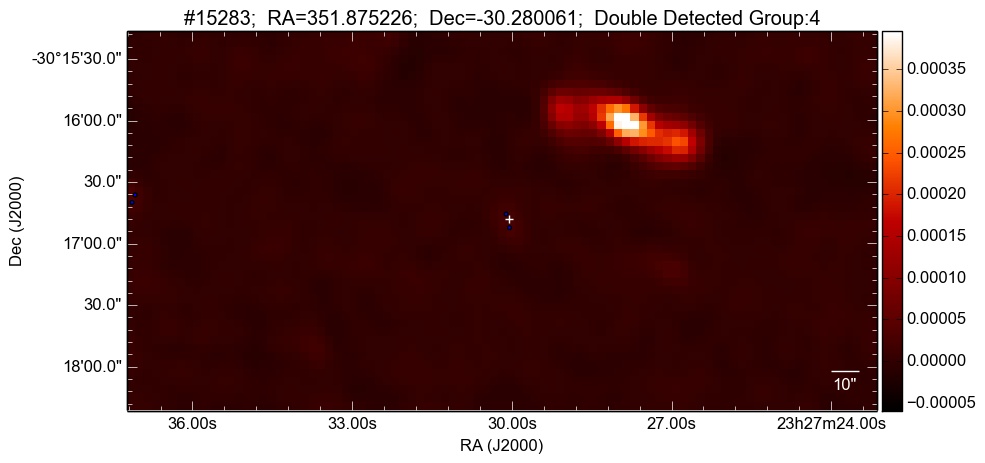 #15283;  RA=351.875226;  Dec=-30.280061;  Double Detected Group:4
-30°15'30.0"
16'00.0"
30.0"
17'00.0"
30.0"
18'00.0"
Dec (J2000)
36.00s
33.00s
30.00s
27.00s
23h27m24.00s
RA (J2000)
10"
0.00035
0.00030
0.00025
0.00020
0.00015
0.00010
0.00005
0.00000
−0.00005